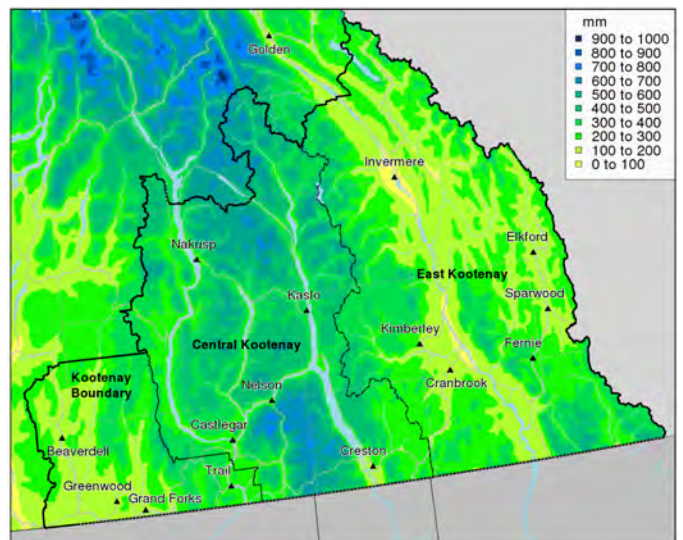 mm
900 to 1000
800 to 900
700 to 800
600 to 700
500 to 600
400 to 500
300 to 400
200 to 300
100 to 200
0 to 100
Golden
Invermere
Elkford
Nakusp
East Kootenay
Kaslo
Sparwood
Kimberley
Central Kootenay
Fernie
Kootenay
Boundary
Cranbrook
Nelson
Castlegar
Beaverdell
Creston
Trail
Greenwood
Grand Forks